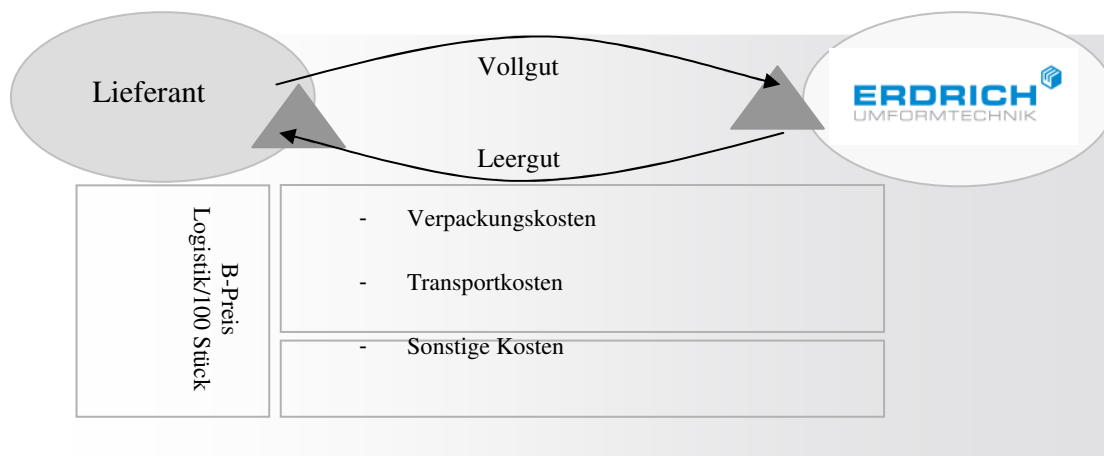 Vollgut
Lieferant
ERDRICH
UMFORMTECHNIK
Leergut
B-Preis
Logistik/100 Stück
- Verpackungskosten
- Transportkosten
- Sonstige Kosten